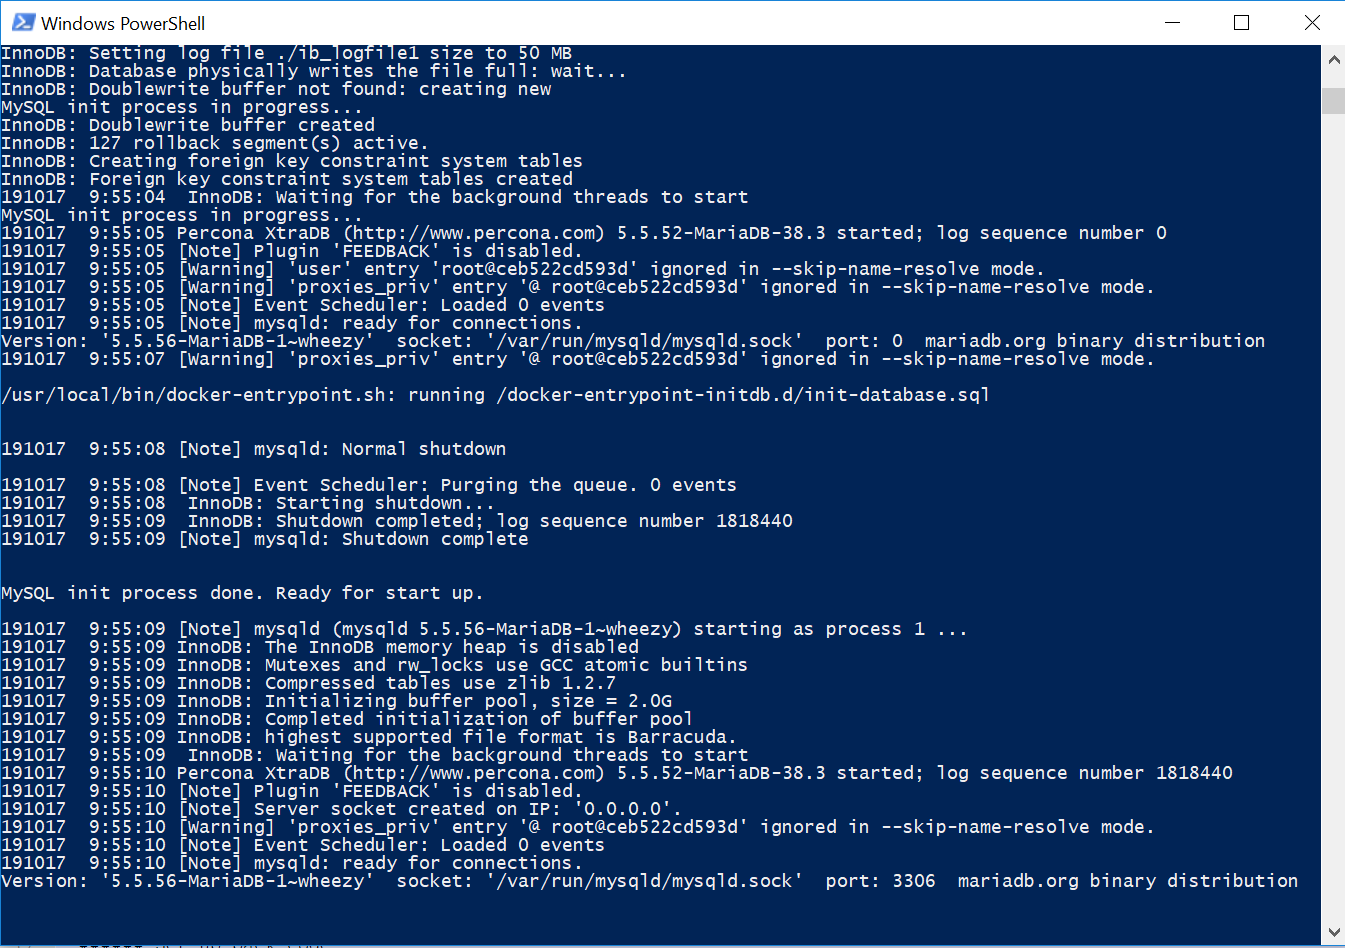 Windows PowerShell
InnoDB: Setting log file ./ib_logfile1 size to 50 MB
InnoDB: Database physically writes the file full: wait...
InnoDB: Doublewrite buffer not found: creating new
MySQL init process in progress...
InnoDB: Doublewrite buffer created
InnoDB: 127 rollback segment(s) active.
InnoDB: Creating foreign key constraint system tables
InnoDB: Foreign key constraint system tables created
191017  9:55:04  InnoDB: Waiting for the background threads to start
MySQL init process in progress...
191017  9:55:05 Percona XtraDB (http://www.percona.com) 5.5.52-MariaDB-38.3 started; log sequence number 0
191017  9:55:05 [Note] Plugin 'FEEDBACK' is disabled.
191017  9:55:05 [Warning] 'user' entry 'root@ceb522cd593d' ignored in --skip-name-resolve mode.
191017  9:55:05 [Warning] 'proxies_priv' entry '@ root@ceb522cd593d' ignored in --skip-name-resolve mode.
191017  9:55:05 [Note] Event Scheduler: Loaded 0 events
191017  9:55:05 [Note] mysqld: ready for connections.
Version: '5.5.56-MariaDB-1~wheezy'  socket: '/var/run/mysqld/mysqld.sock'  port: 0  mariadb.org binary distribution
191017  9:55:07 [Warning] 'proxies_priv' entry '@ root@ceb522cd593d' ignored in --skip-name-resolve mode.
/usr/local/bin/docker-entrypoint.sh: running /docker-entrypoint-initdb.d/init-database.sql
191017  9:55:08 [Note] mysqld: Normal shutdown
191017  9:55:08 [Note] Event Scheduler: Purging the queue. 0 events
191017  9:55:08  InnoDB: Starting shutdown...
191017  9:55:09  InnoDB: Shutdown completed; log sequence number 1818440
191017  9:55:09 [Note] mysqld: Shutdown complete
MySQL init process done. Ready for start up.
191017  9:55:09 [Note] mysqld (mysqld 5.5.56-MariaDB-1~wheezy) starting as process 1 ...
191017  9:55:09 InnoDB: The InnoDB memory heap is disabled
191017  9:55:09 InnoDB: Mutexes and rw_locks use GCC atomic builtins
191017  9:55:09 InnoDB: Compressed tables use zlib 1.2.7
191017  9:55:09 InnoDB: Initializing buffer pool, size = 2.0G
191017  9:55:09 InnoDB: Completed initialization of buffer pool
191017  9:55:09 InnoDB: highest supported file format is Barracuda.
191017  9:55:09  InnoDB: Waiting for the background threads to start
191017  9:55:10 Percona XtraDB (http://www.percona.com) 5.5.52-MariaDB-38.3 started; log sequence number 1818440
191017  9:55:10 [Note] Plugin 'FEEDBACK' is disabled.
191017  9:55:10 [Note] Server socket created on IP: '0.0.0.0'.
191017  9:55:10 [Warning] 'proxies_priv' entry '@ root@ceb522cd593d' ignored in --skip-name-resolve mode.
191017  9:55:10 [Note] Event Scheduler: Loaded 0 events
191017  9:55:10 [Note] mysqld: ready for connections.
Version: '5.5.56-MariaDB-1~wheezy'  socket: '/var/run/mysqld/mysqld.sock'  port: 3306  mariadb.org binary distribution